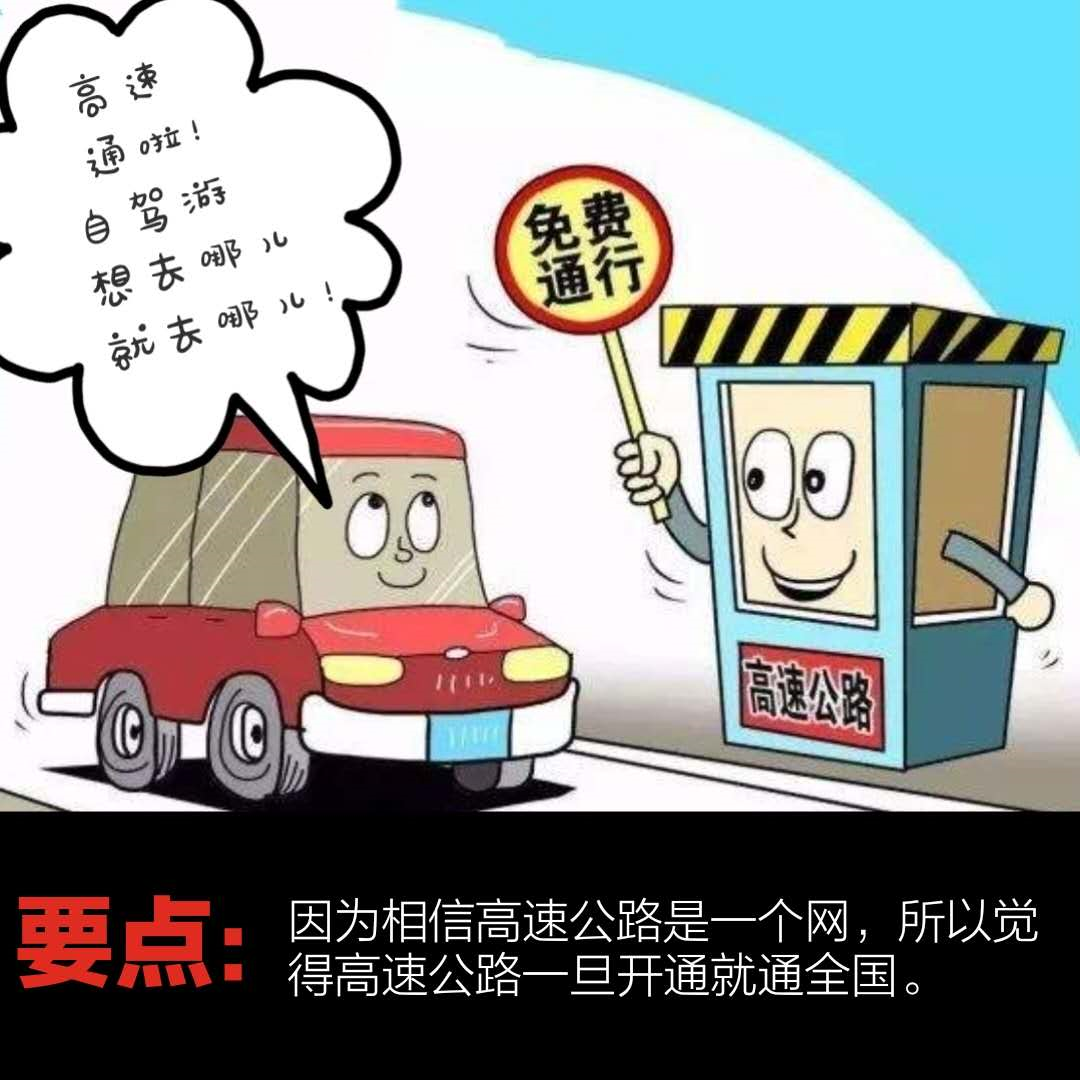 高速
通啦！
自驾游
想去哪儿
就去哪儿！
免费
通行
高速公路
要点:
因为相信高速公路是一个网，所以觉
得高速公路一旦开通就通全国。